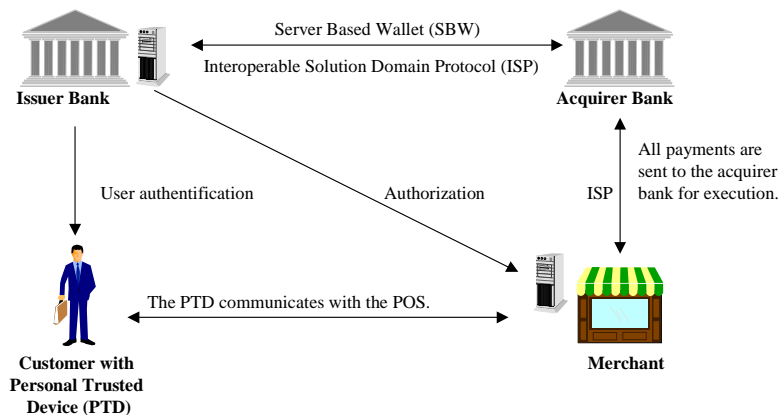 Server Based Wallet (SBW)
Interoperable Solution Domain Protocol (ISP)
Issuer Bank
Acquirer Bank
User authentification
Authorization
ISP
All payments are
sent to the acquirer
bank for execution.
The PTD communicates with the POS.
Customer with
Personal Trusted
Device (PTD)
Merchant